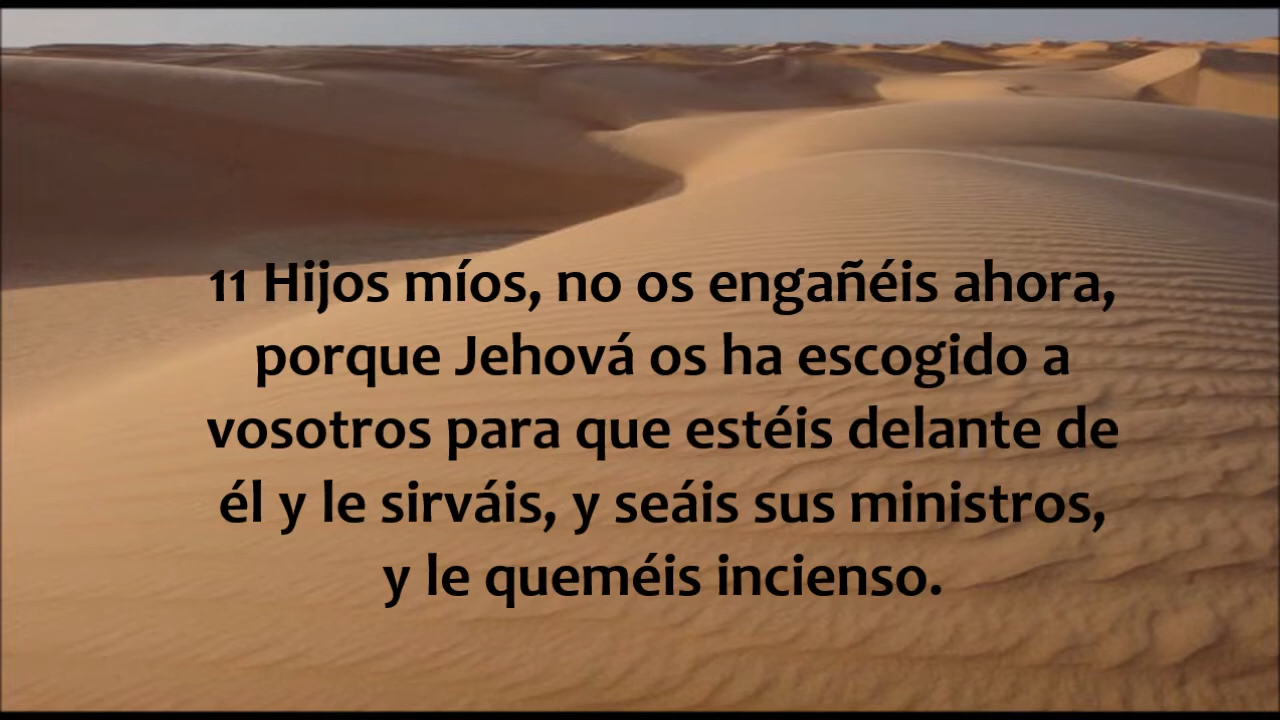 11 Hijos míos, no os engañéis ahora,
porque Jehová os ha escogido a
vosotros para que estéis delante de
él y le sirváis, y seáis sus ministros,
y le queméis incienso.